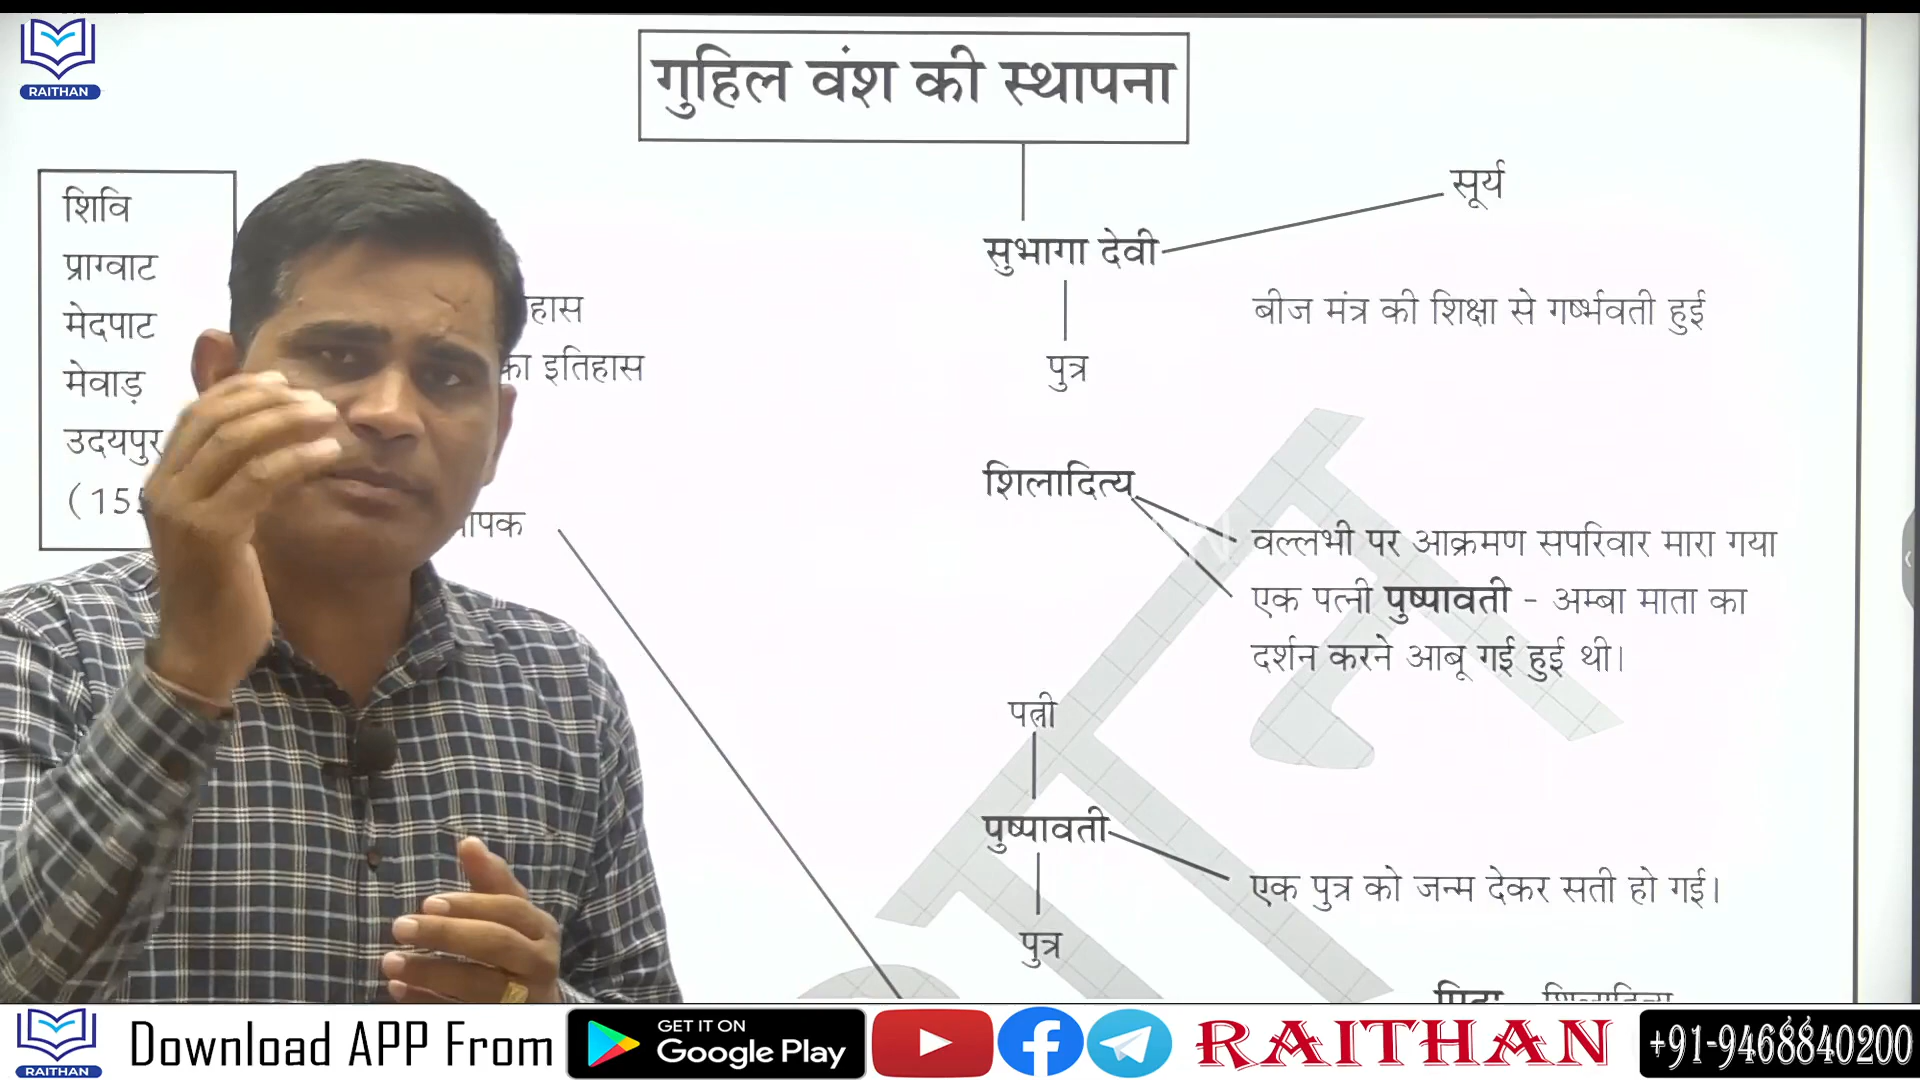 RAITHAN
गुहिल वंश की स्थापना
शिवि
प्राग्वाट
मेदपाट
मेवाड़
उदयपुर
का इतिहास
सूर्य
सुभागा देवी
बीज मंत्र की शिक्षा से गर्ष्भवती हुई
पुत्र
शिलादित्य
वल्लभी पर आक्रमण सपरिवार मारा गया
एक पत्नी पुष्पावती - अम्बा माता का
दर्शन करने आबू गई हुई थी।
पत्नी
पुष्पावती
एक पुत्र को जन्म देकर सती हो गई।
पुत्र
RAITHAN
Download APP From
GET IT ON
Google Play
RAITHAN
+91-9468840200